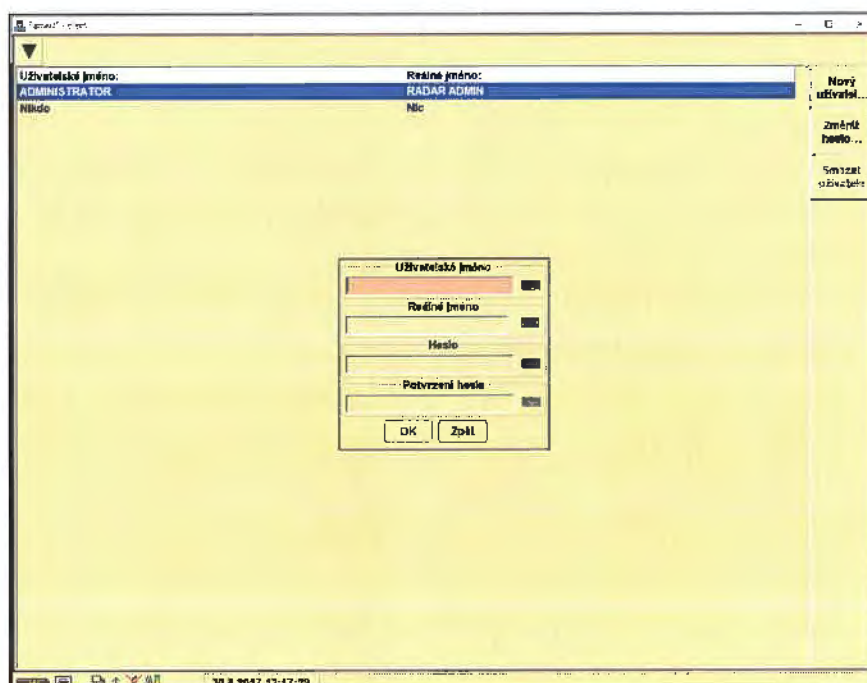 Uživatelské jméno: Reálné jméno:
ADMINISTRATOR RADAR ADMIN
Nikdo Nic
Nový
uživatel...
Změnit
heslo...
Smazat
uživatele
Uživatelské jméno
Reálné jméno
Heslo
Potvrzení hesla
OK Zpět